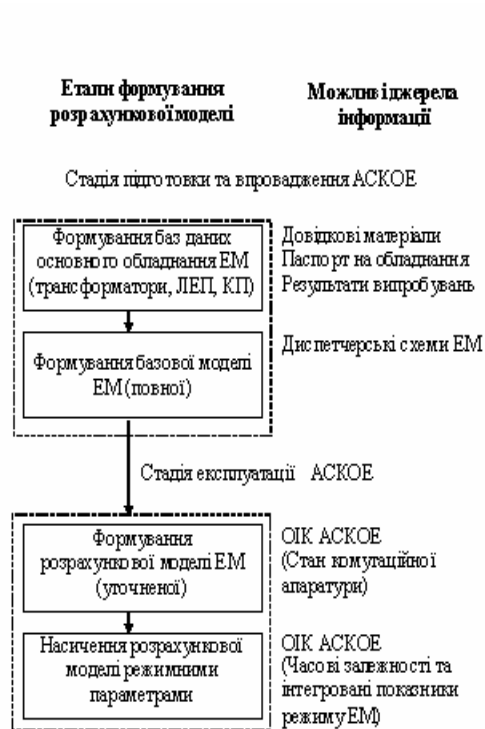 Етапи формування
розрахункової моделі
Можливі джерела
інформації
Стадія підготовки та впровадження АСКОЕ
Формування баз даних
основного обладнання ЕМ
(трансформатори, ЛЕП, КП)
Довідкові матеріали
Паспорт на обладнання
Результати випробувань
Формування базової моделі
ЕМ (повної)
Диспетчерські схеми ЕМ
Стадія експлуатації АСКОЕ
Формування
розрахункової моделі ЕМ
(уточненої)
ОІК АСКОЕ
(Стан комутаційної
апаратури)
Насичення розрахункової
моделі режимними
параметрами
ОІК АСКОЕ
(Часові залежності та
інтегровані показники
режиму ЕМ)